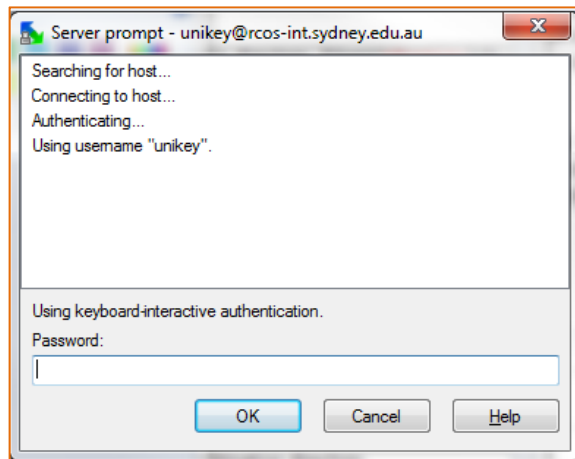 Server prompt - unikey@rcos-int.sydney.edu.au
Searching for host...
Connecting to host...
Authenticating...
Using username "unikey".
Using keyboard-interactive authentication.
Password:
OK Cancel Help